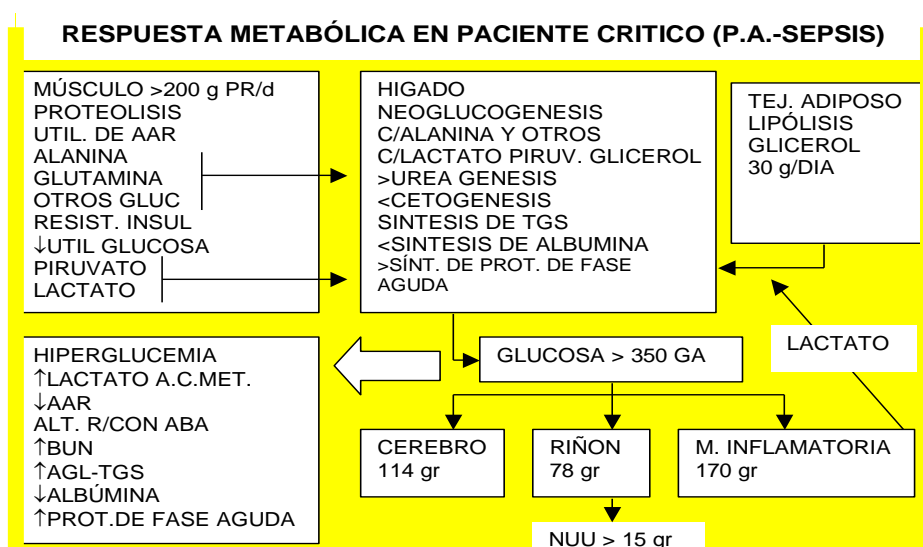 RESPUESTA METABÓLICA EN PACIENTE CRITICO (P.A.-SEPSIS)
MÚSCULO >200 g PR/d
PROTEOLISIS
UTIL. DE AAR
ALANINA
GLUTAMINA
OTROS GLUC
RESIST. INSUL
↓UTIL GLUCOSA
PIRUVATO
LACTATO
HIGADO
NEOGLUCOGENESIS
C/ALANINA Y OTROS
C/LACTATO PIRUV. GLICEROL
>UREA GENESIS
<CETOGENESIS
SINTESIS DE TGS
<SINTESIS DE ALBUMINA
>SÍNT. DE PROT. DE FASE
AGUDA
TEJ. ADIPOSO
LIPÓLISIS
GLICEROL
30 g/DIA
LACTATO
GLUCOSA > 350 GA
HIPERGLUCEMIA
↑LACTATO A.C.MET.
↓AAR
ALT. R/CON ABA
↑BUN
↑AGL-TGS
↓ALBÚMINA
↑PROT.DE FASE AGUDA
CEREBRO
114 gr
RIÑON
78 gr
M. INFLAMATORIA
170 gr
NUU > 15 gr